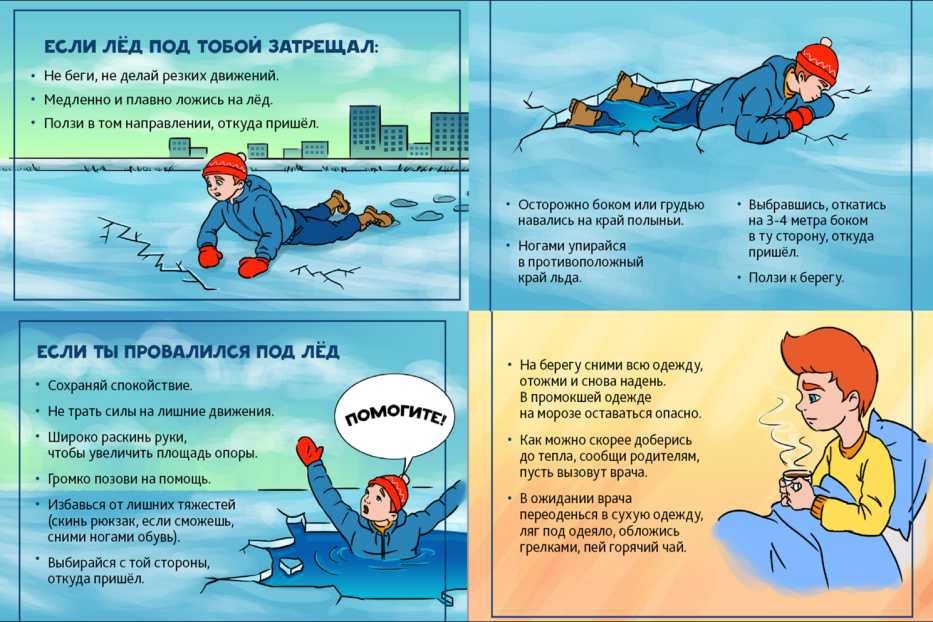 ЕСЛИ ЛЁД ПОД ТОБОЙ ЗАТРЕЩАЛ:
• Не беги, не делай резких движений.
• Медленно и плавно ложись на лёд.
• Ползи в том направлении, откуда пришёл.
• Осторожно боком или грудью
навались на край полыньи.
• Ногами упирайся
в противоположный
край льда.
• Выбравшись, откатись
на 3-4 метра боком
в ту сторону, откуда
пришёл.
• Ползи к берегу.
ЕСЛИ ТЫ ПРОВАЛИЛСЯ ПОД ЛЁД
• Сохраняй спокойствие.
• Не трать силы на лишние движения.
• Широко раскинь руки,
чтобы увеличить площадь опоры.
• Громко позови на помощь.
• Избавься от лишних тяжестей
(скинь рюкзак, если сможешь,
сними ногами обувь).
• Выбирайся с той стороны,
откуда пришёл.
ПОМОГИТЕ!
• На берегу сними всю одежду,
отожми и снова надень.
В промокшей одежде
на морозе оставаться опасно.
• Как можно скорее доберись
до тепла, сообщи родителям,
пусть вызовут врача.
• В ожидании врача
переоденься в сухую одежду,
ляг под одеяло, обложись
грелками, пей горячий чай.